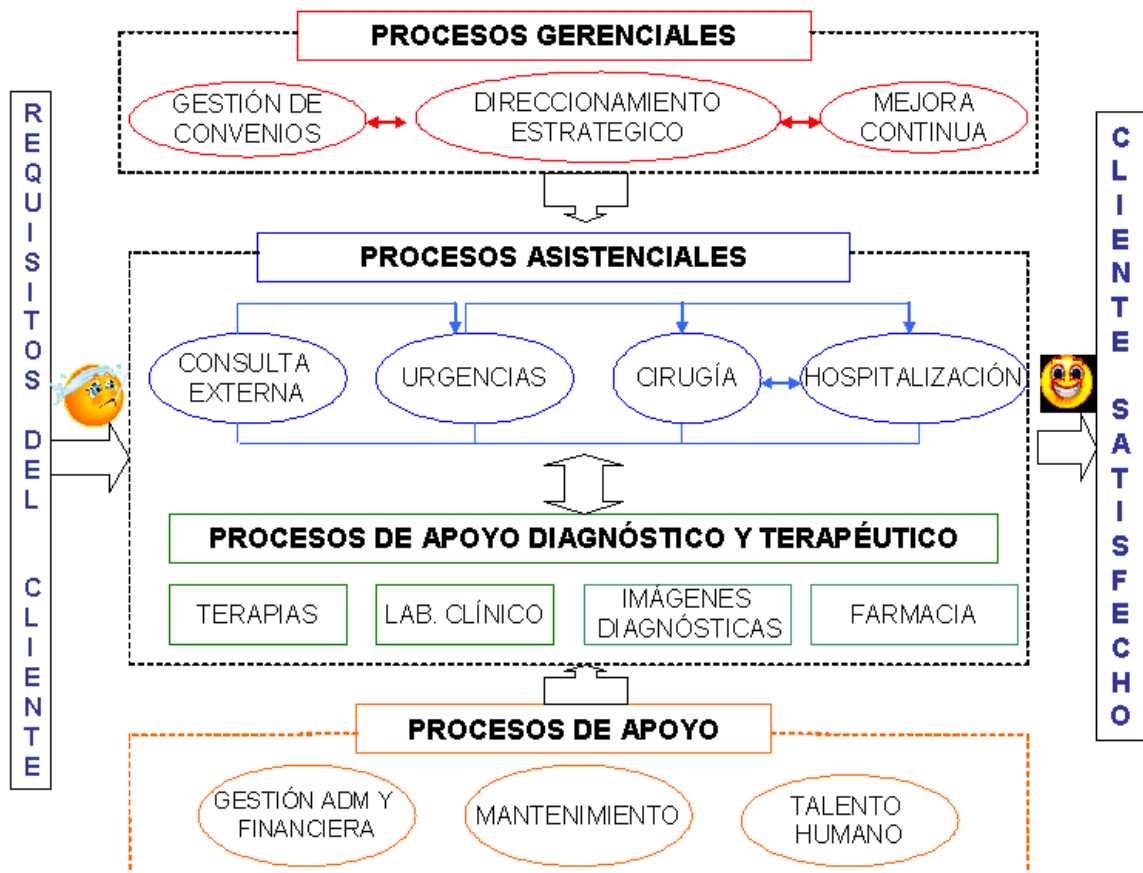 PROCESOS GERENCIALES
GESTIÓN DE
CONVENIOS
DIRECCIONAMIENTO
ESTRATEGICO
MEJORA
CONTINUA
REQUISITOS DEL CLIENTE
PROCESOS ASISTENCIALES
CONSULTA
EXTERNA
URGENCIAS
CIRUGÍA
HOSPITALIZACIÓN
PROCESOS DE APOYO DIAGNÓSTICO Y TERAPÉUTICO
TERAPIAS
LAB. CLÍNICO
IMÁGENES
DIAGNÓSTICAS
FARMACIA
CLIENTE SATISFECHO
PROCESOS DE APOYO
GESTIÓN ADM Y
FINANCIERA
MANTENIMIENTO
TALENTO
HUMANO